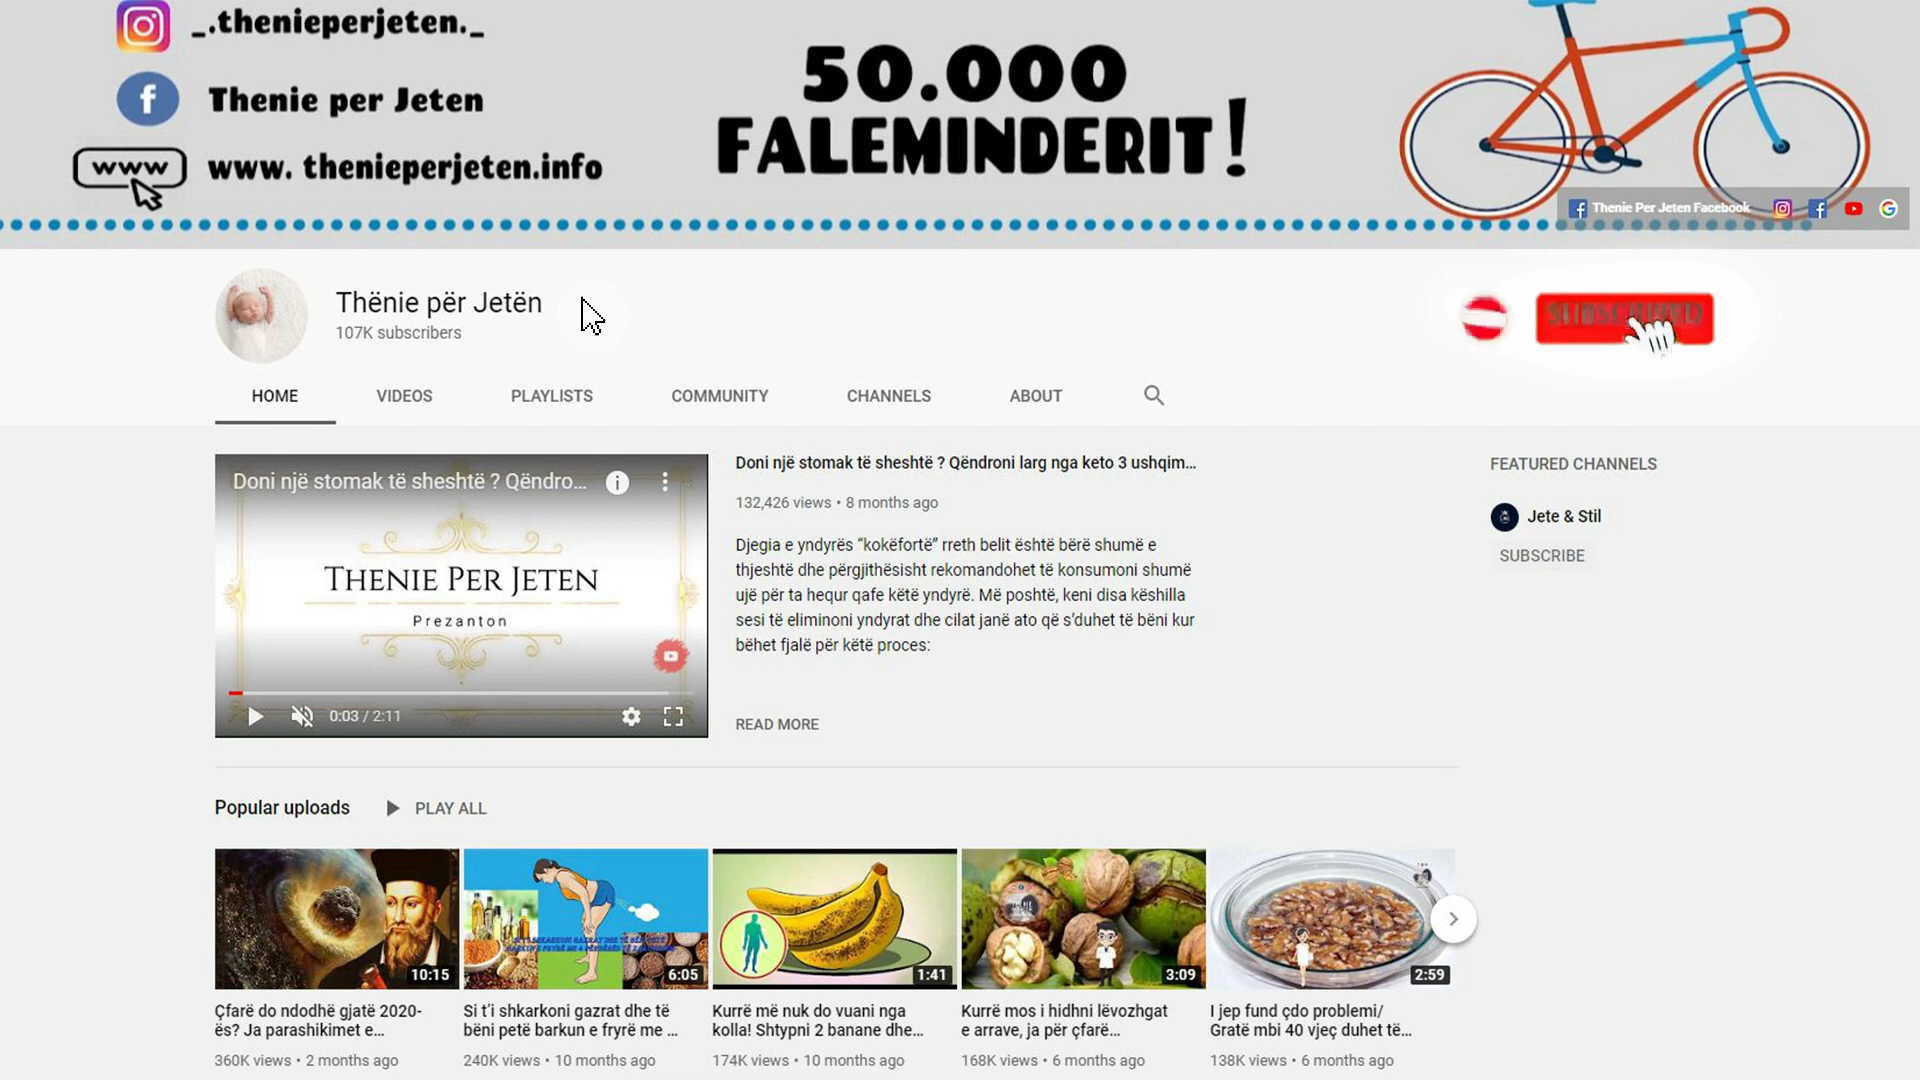 _.thenieperjeten._
Thenie per Jeten
www
www. thenieperjeten.info
50.000
FALEMINDERIT!
Thenie Per Jeten Facebook
Thënie për Jetën
107K subscribers
HOME
VIDEOS
PLAYLISTS
COMMUNITY
CHANNELS
ABOUT
Doni një stomak të sheshtë ? Qëndro...
THENIE PER JETEN
Prezanton
0:03 / 2:11
Doni një stomak të sheshtë ? Qëndroni larg nga keto 3 ushqim...
132,426 views • 8 months ago
Djegia e yndyrës “kokëfortë” rreth belit është bërë shumë e
thjeshtë dhe përgjithësisht rekomandohet të konsumoni shumë
ujë për ta hequr qafe këtë yndyrë. Më poshtë, keni disa këshilla
sesi të eliminoni yndyrat dhe cilat janë ato që s’duhet të bëni kur
bëhet fjalë për këtë proces:
READ MORE
FEATURED CHANNELS
Jete & Stil
SUBSCRIBE
Popular uploads
PLAY ALL
10:15
6:05
1:41
3:09
2:59
Çfarë do ndodhë gjatë 2020-
ës? Ja parashikimet e...
360K views • 2 months ago
Si t’i shkarkoni gazrat dhe të
bëni petë barkun e fryrë me ...
240K views • 10 months ago
Kurrë më nuk do vuani nga
kolla! Shtypni 2 banane dhe...
174K views • 10 months ago
Kurrë mos i hidhni lëvozhgat
e arrave, ja për çfarë...
168K views • 6 months ago
I jep fund çdo problemi/
Gratë mbi 40 vjeç duhet të...
138K views • 6 months ago